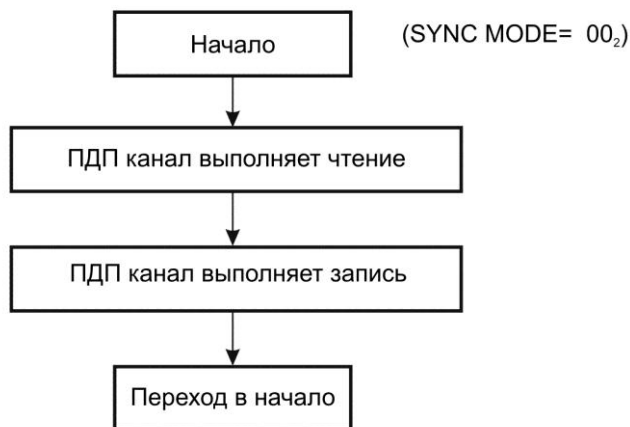 Начало
(SYNC MODE= 00₂)
ПДП канал выполняет чтение
ПДП канал выполняет запись
Переход в начало